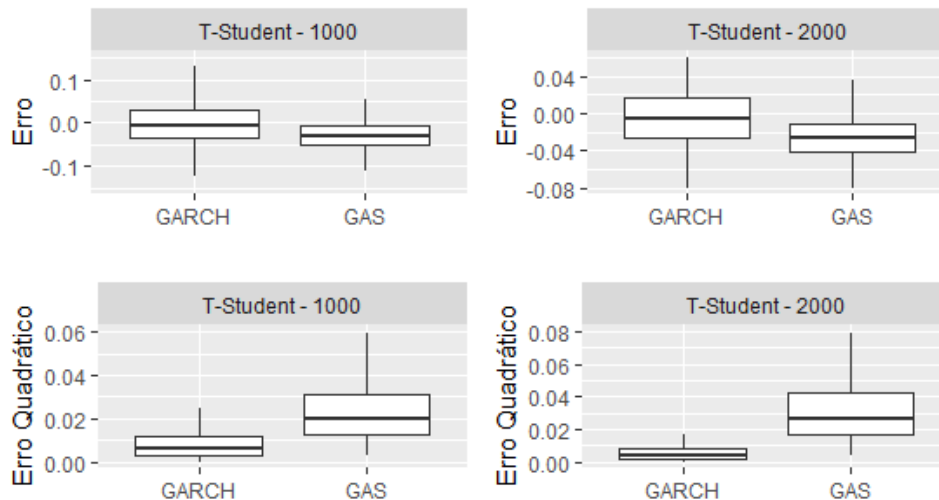 T-Student - 1000
Erro
0.1
0.0
-0.1
GARCH
GAS
T-Student - 2000
Erro
0.04
0.00
-0.04
-0.08
GARCH
GAS
T-Student - 1000
Erro Quadrático
0.06
0.04
0.02
0.00
GARCH
GAS
T-Student - 2000
Erro Quadrático
0.08
0.06
0.04
0.02
0.00
GARCH
GAS